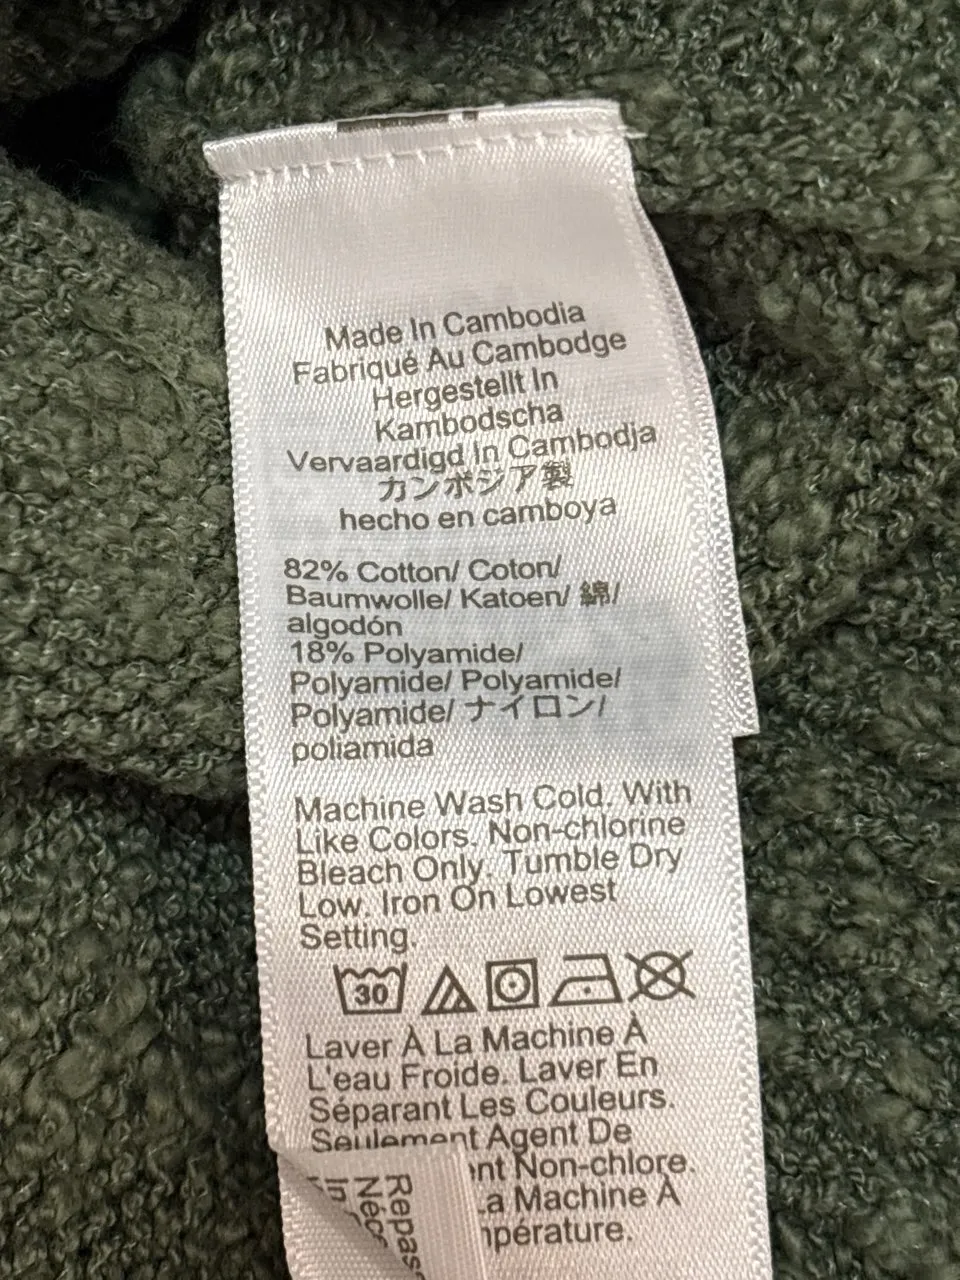 Made In Cambodia
Fabriqué Au Cambodge
Hergestellt In
Kambodscha
Vervaardigd In Cambodja
カンボジア製
hecho en camboya
82% Cotton/ Coton/
Baumwolle/ Katoen/ 綿/
algodón
18% Polyamide/
Polyamide/ Polyamide/
Polyamide/ ナイロン/
poliamida
Machine Wash Cold. With
Like Colors. Non-chlorine
Bleach Only. Tumble Dry
Low. Iron On Lowest
Setting.
30
Laver À La Machine À
L'eau Froide. Laver En
Séparant Les Couleurs.
Seulement Agent De
Non-chlore.
Machine À